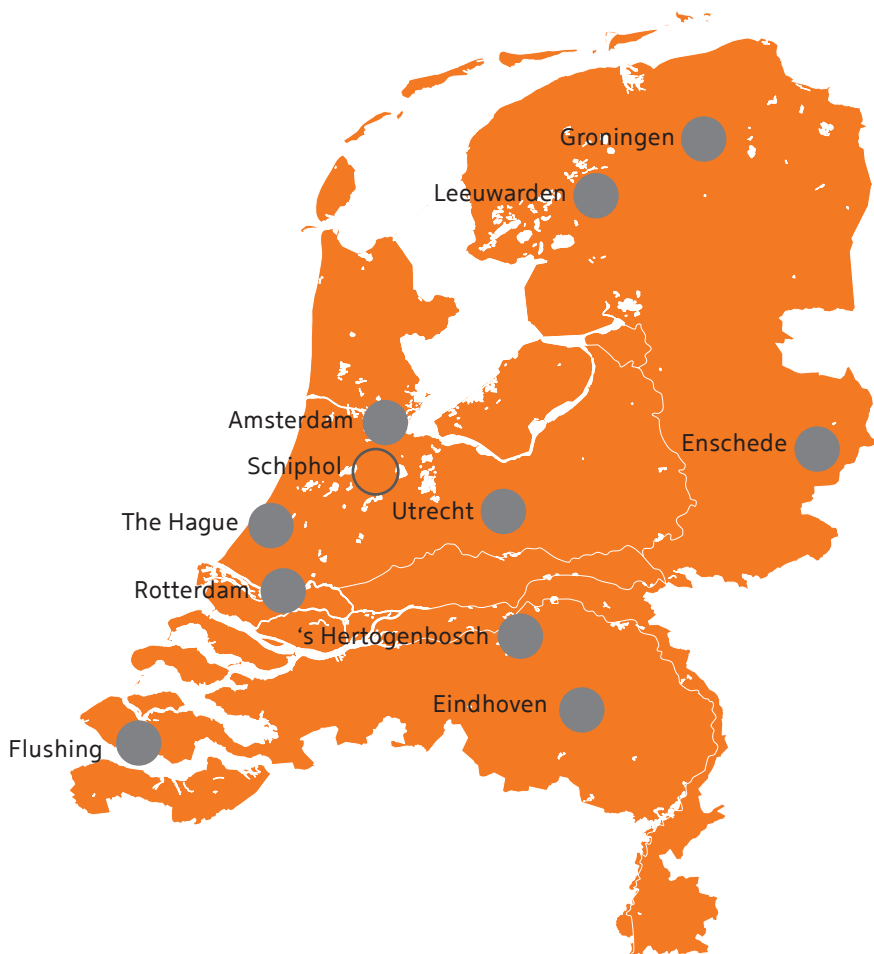 Groningen
Leeuwarden
Amsterdam
Enschede
Schiphol
Utrecht
The Hague
Rotterdam
‘s Hertogenbosch
Eindhoven
Flushing